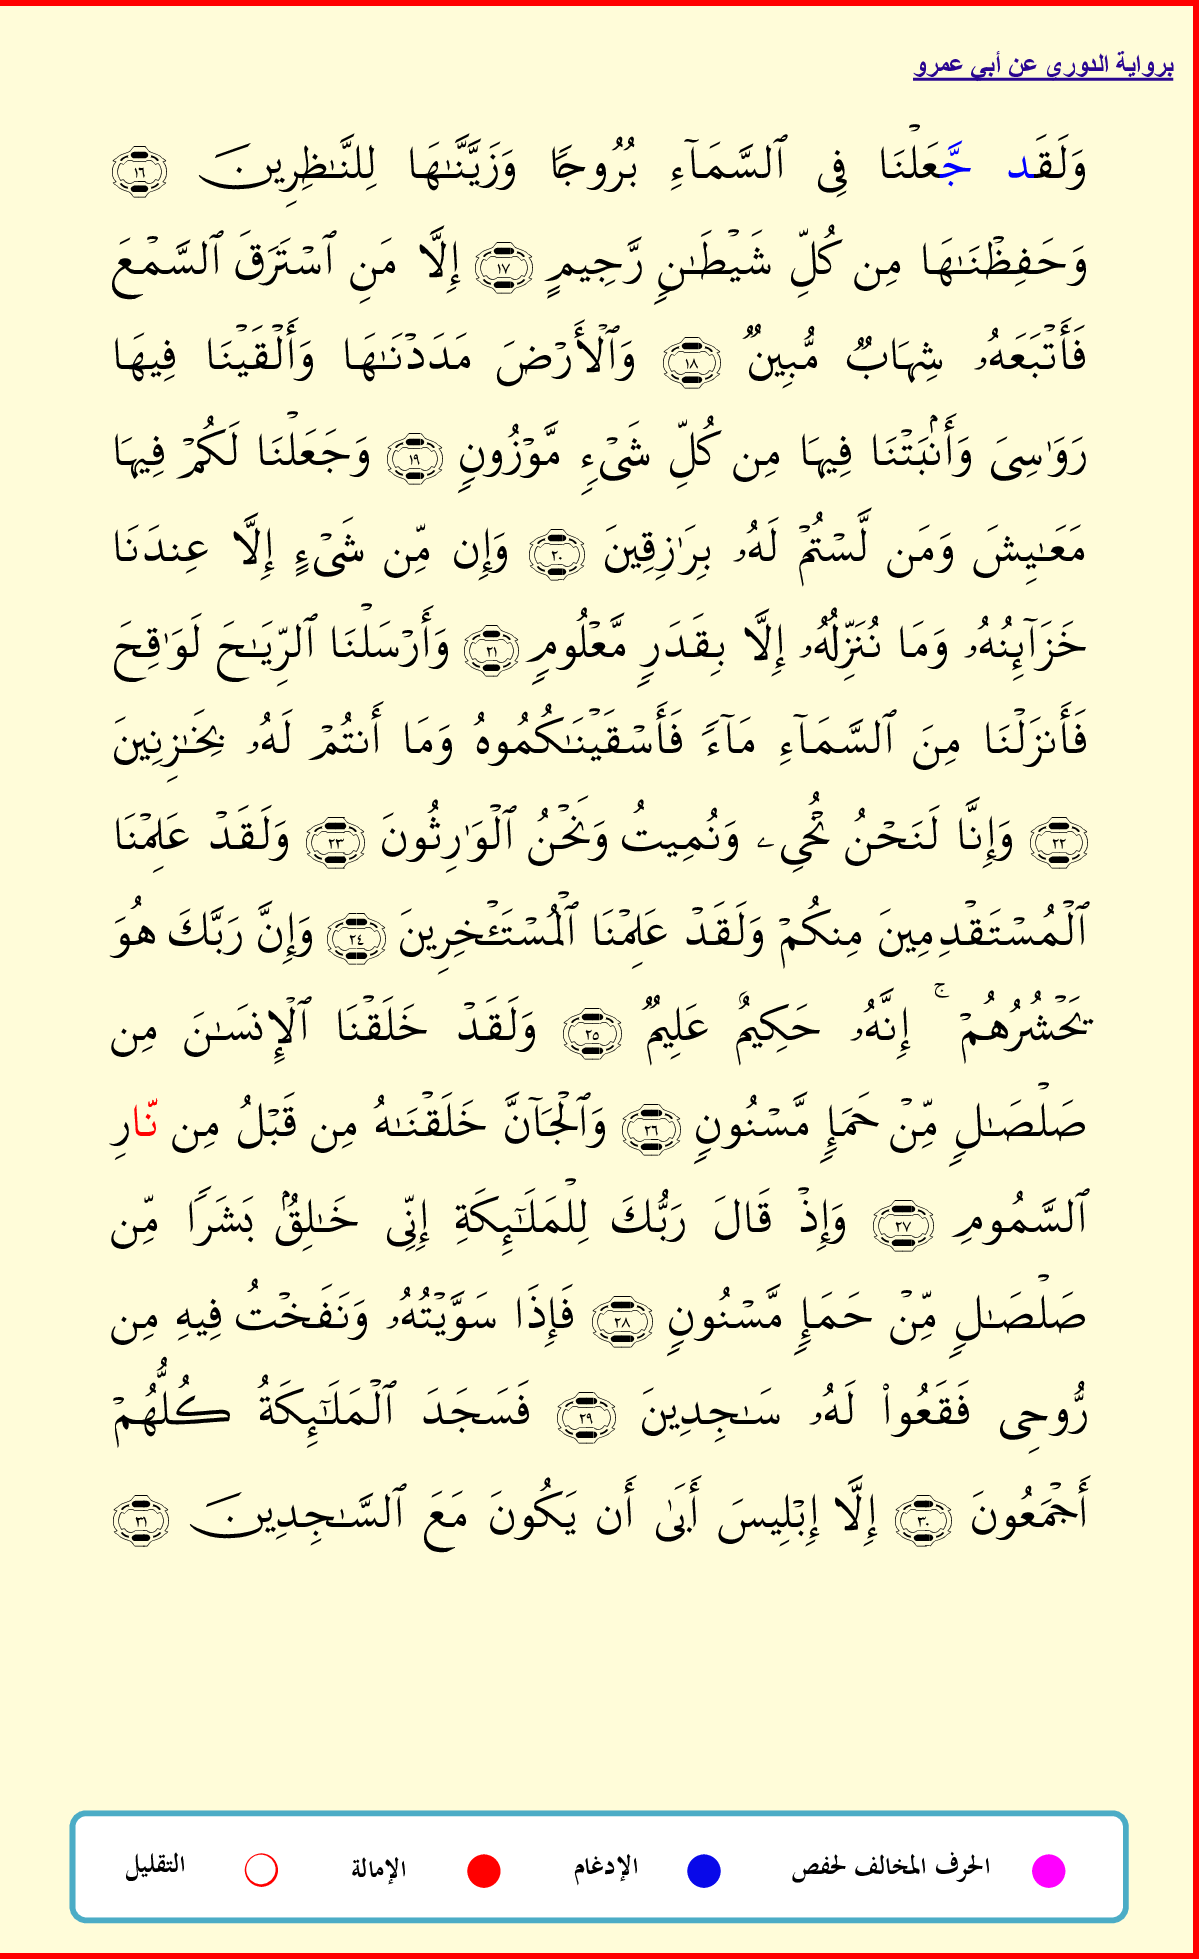 برواية الدورى عن أبى عمرو
وَلَقَد جَّعَلْنَا فِى ٱلسَّمَآءِ بُرُوجًا وَزَيَّنَّـٰهَا لِلنَّـٰظِرِينَ ١٦
وَحَفِظْنَـٰهَا مِن كُلِّ شَيْطَـٰنٍ رَّجِيمٍ ١٧ إِلَّا مَنِ ٱسْتَرَقَ ٱلسَّمْعَ
فَأَتْبَعَهُۥ شِهَابٌ مُّبِينٌ ١٨ وَٱلْأَرْضَ مَدَدْنَـٰهَا وَأَلْقَيْنَا فِيهَا
رَوَٰسِىَ وَأَنۢبَتْنَا فِيهَا مِن كُلِّ شَىْءٍ مَّوْزُونٍ ١٩ وَجَعَلْنَا لَكُمْ فِيهَا
مَعَـٰيِشَ وَمَن لَّسْتُمْ لَهُۥ بِرَٰزِقِينَ ٢٠ وَإِن مِّن شَىْءٍ إِلَّا عِندَنَا
خَزَآئِنُهُۥ وَمَا نُنَزِّلُهُۥ إِلَّا بِقَدَرٍ مَّعْلُومٍ ٢١ وَأَرْسَلْنَا ٱلرِّيَـٰحَ لَوَٰقِحَ
فَأَنزَلْنَا مِنَ ٱلسَّمَآءِ مَآءً فَأَسْقَيْنَـٰكُمُوهُ وَمَا أَنتُمْ لَهُۥ بِخَـٰزِنِينَ
٢٢ وَإِنَّا لَنَحْنُ نُحْىِۦ وَنُمِيتُ وَنَحْنُ ٱلْوَٰرِثُونَ ٢٣ وَلَقَدْ عَلِمْنَا
ٱلْمُسْتَقْدِمِينَ مِنكُمْ وَلَقَدْ عَلِمْنَا ٱلْمُسْتَـْٔخِرِينَ ٢٤ وَإِنَّ رَبَّكَ هُوَ
يَحْشُرُهُمْ ۚ إِنَّهُۥ حَكِيمٌ عَلِيمٌ ٢٥ وَلَقَدْ خَلَقْنَا ٱلْإِنسَـٰنَ مِن
صَلْصَـٰلٍ مِّنْ حَمَإٍ مَّسْنُونٍ ٢٦ وَٱلْجَآنَّ خَلَقْنَـٰهُ مِن قَبْلُ مِن نَّارِ
ٱلسَّمُومِ ٢٧ وَإِذْ قَالَ رَبُّكَ لِلْمَلَـٰٓئِكَةِ إِنِّى خَـٰلِقٌۢ بَشَرًا مِّن
صَلْصَـٰلٍ مِّنْ حَمَإٍ مَّسْنُونٍ ٢٨ فَإِذَا سَوَّيْتُهُۥ وَنَفَخْتُ فِيهِ مِن
رُّوحِى فَقَعُوا۟ لَهُۥ سَـٰجِدِينَ ٢٩ فَسَجَدَ ٱلْمَلَـٰٓئِكَةُ كُلُّهُمْ
أَجْمَعُونَ ٣٠ إِلَّا إِبْلِيسَ أَبَىٰ أَن يَكُونَ مَعَ ٱلسَّـٰجِدِينَ ٣١
الحرف المخالف لحفص الإدغام الإمالة التقليل